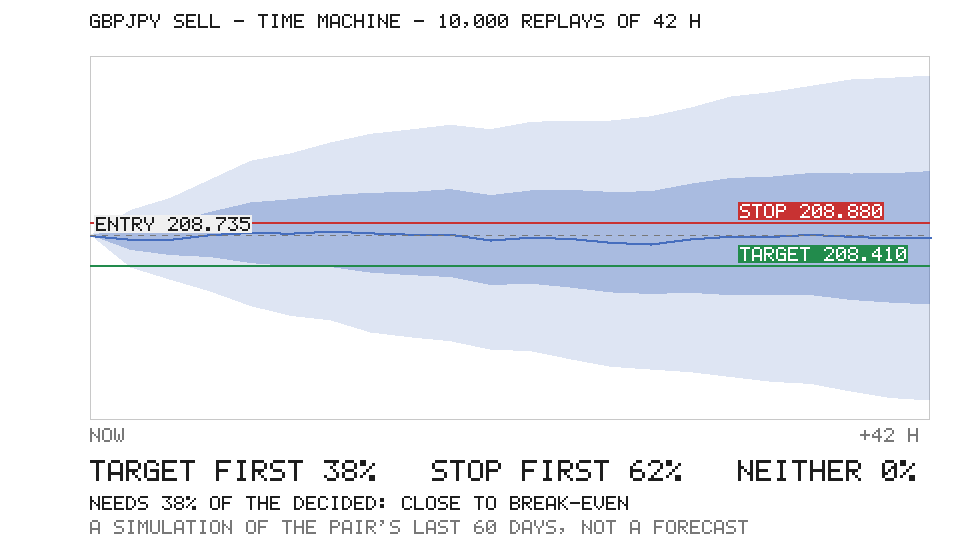 GBPJPY SELL - TIME MACHINE - 10,000 REPLAYS OF 42 H
STOP 208.880
ENTRY 208.735
TARGET 208.410
NOW +42 H
TARGET FIRST 38% STOP FIRST 62% NEITHER 0%
NEEDS 38% OF THE DECIDED: CLOSE TO BREAK-EVEN
A SIMULATION OF THE PAIR'S LAST 60 DAYS, NOT A FORECAST